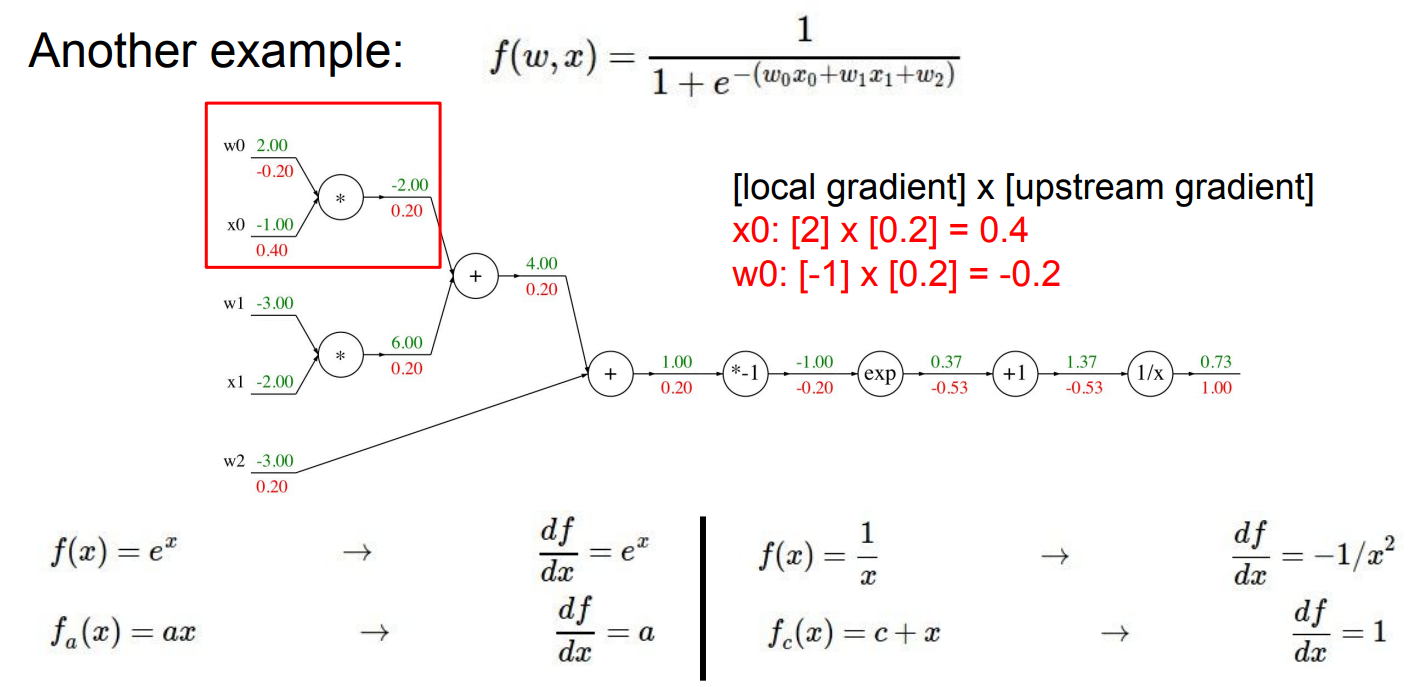 Another example:
f(w, x) = 1 / (1 + e^−(w₀x₀+w₁x₁+w₂))
w0 2.00
-0.20
*
-2.00
0.20
x0 -1.00
0.40
[local gradient] x [upstream gradient]
x0: [2] x [0.2] = 0.4
w0: [-1] x [0.2] = -0.2
+
4.00
0.20
w1 -3.00
*
6.00
0.20
x1 -2.00
+
1.00
0.20
*-1
-1.00
-0.20
exp
0.37
-0.53
+1
1.37
-0.53
1/x
0.73
1.00
w2 -3.00
0.20
f(x) = eˣ → df/dx = eˣ
fₐ(x) = ax → df/dx = a
f(x) = 1/x → df/dx = −1/x²
f_c(x) = c + x → df/dx = 1